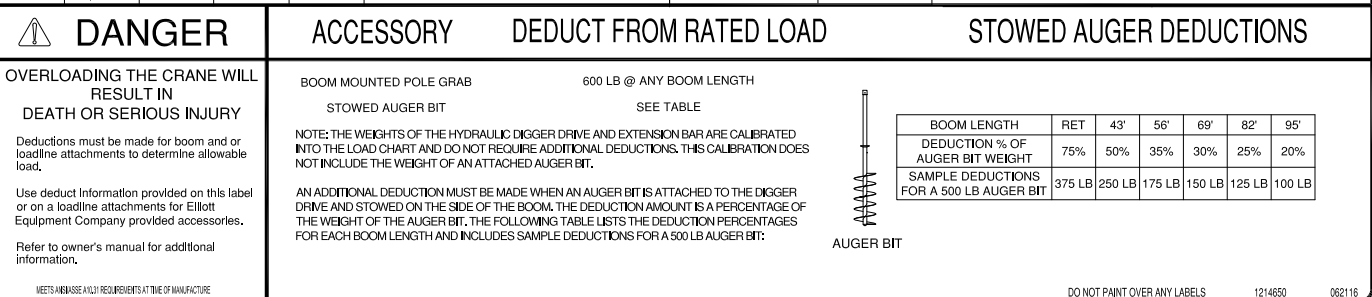 DANGER
OVERLOADING THE CRANE WILL
RESULT IN
DEATH OR SERIOUS INJURY
Deductions must be made for boom and or
loadline attachments to determine allowable
load.
Use deduct information provided on this label
or on a loadline attachments for Elliott
Equipment Company provided accessories.
Refer to owner's manual for additional
information.
MEETS ANSI/ASSE A10.31 REQUIREMENTS AT TIME OF MANUFACTURE
ACCESSORY DEDUCT FROM RATED LOAD
BOOM MOUNTED POLE GRAB 600 LB @ ANY BOOM LENGTH
STOWED AUGER BIT SEE TABLE
NOTE: THE WEIGHTS OF THE HYDRAULIC DIGGER DRIVE AND EXTENSION BAR ARE CALIBRATED
INTO THE LOAD CHART AND DO NOT REQUIRE ADDITIONAL DEDUCTIONS. THIS CALIBRATION DOES
NOT INCLUDE THE WEIGHT OF AN ATTACHED AUGER BIT.
AN ADDITIONAL DEDUCTION MUST BE MADE WHEN AN AUGER BIT IS ATTACHED TO THE DIGGER
DRIVE AND STOWED ON THE SIDE OF THE BOOM. THE DEDUCTION AMOUNT IS A PERCENTAGE OF
THE WEIGHT OF THE AUGER BIT. THE FOLLOWING TABLE LISTS THE DEDUCTION PERCENTAGES
FOR EACH BOOM LENGTH AND INCLUDES SAMPLE DEDUCTIONS FOR A 500 LB AUGER BIT:
STOWED AUGER DEDUCTIONS
AUGER BIT
BOOM LENGTH RET 43' 56' 69' 82' 95'
DEDUCTION % OF
AUGER BIT WEIGHT 75% 50% 35% 30% 25% 20%
SAMPLE DEDUCTIONS
FOR A 500 LB AUGER BIT 375 LB 250 LB 175 LB 150 LB 125 LB 100 LB
DO NOT PAINT OVER ANY LABELS 1214650 062116